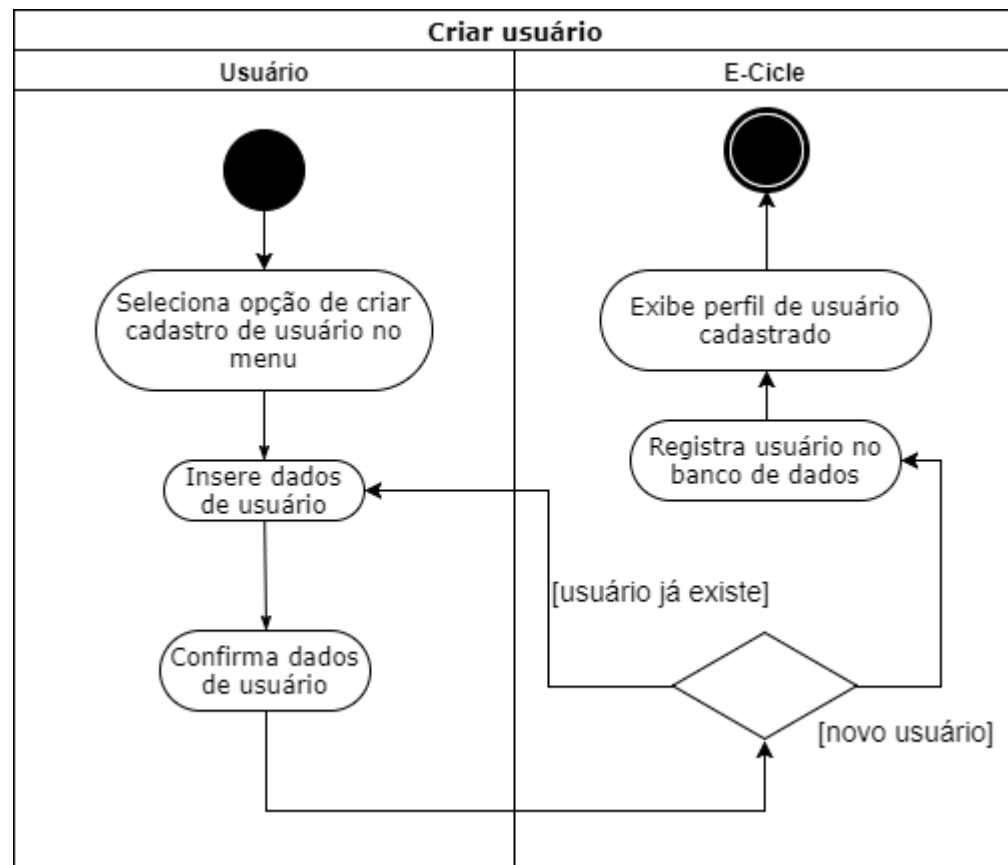 Criar usuário
Usuário
E-Cicle
Seleciona opção de criar
cadastro de usuário no
menu
Insere dados
de usuário
Confirma dados
de usuário
Exibe perfil de usuário
cadastrado
Registra usuário no
banco de dados
[usuário já existe]
[novo usuário]